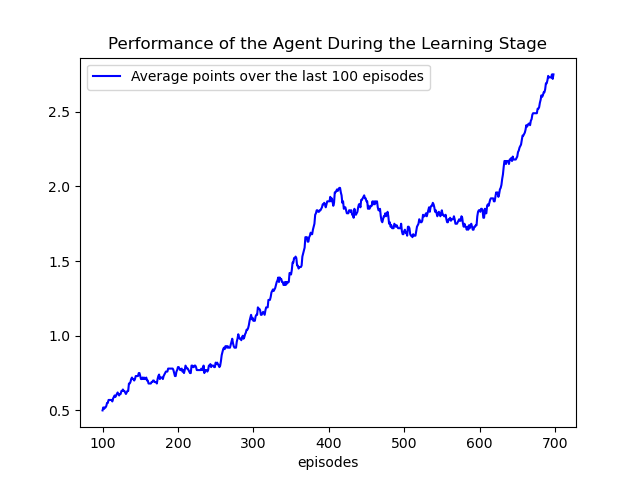 Performance of the Agent During the Learning Stage
Average points over the last 100 episodes
2.5
2.0
1.5
1.0
0.5
100 200 300 400 500 600 700
episodes